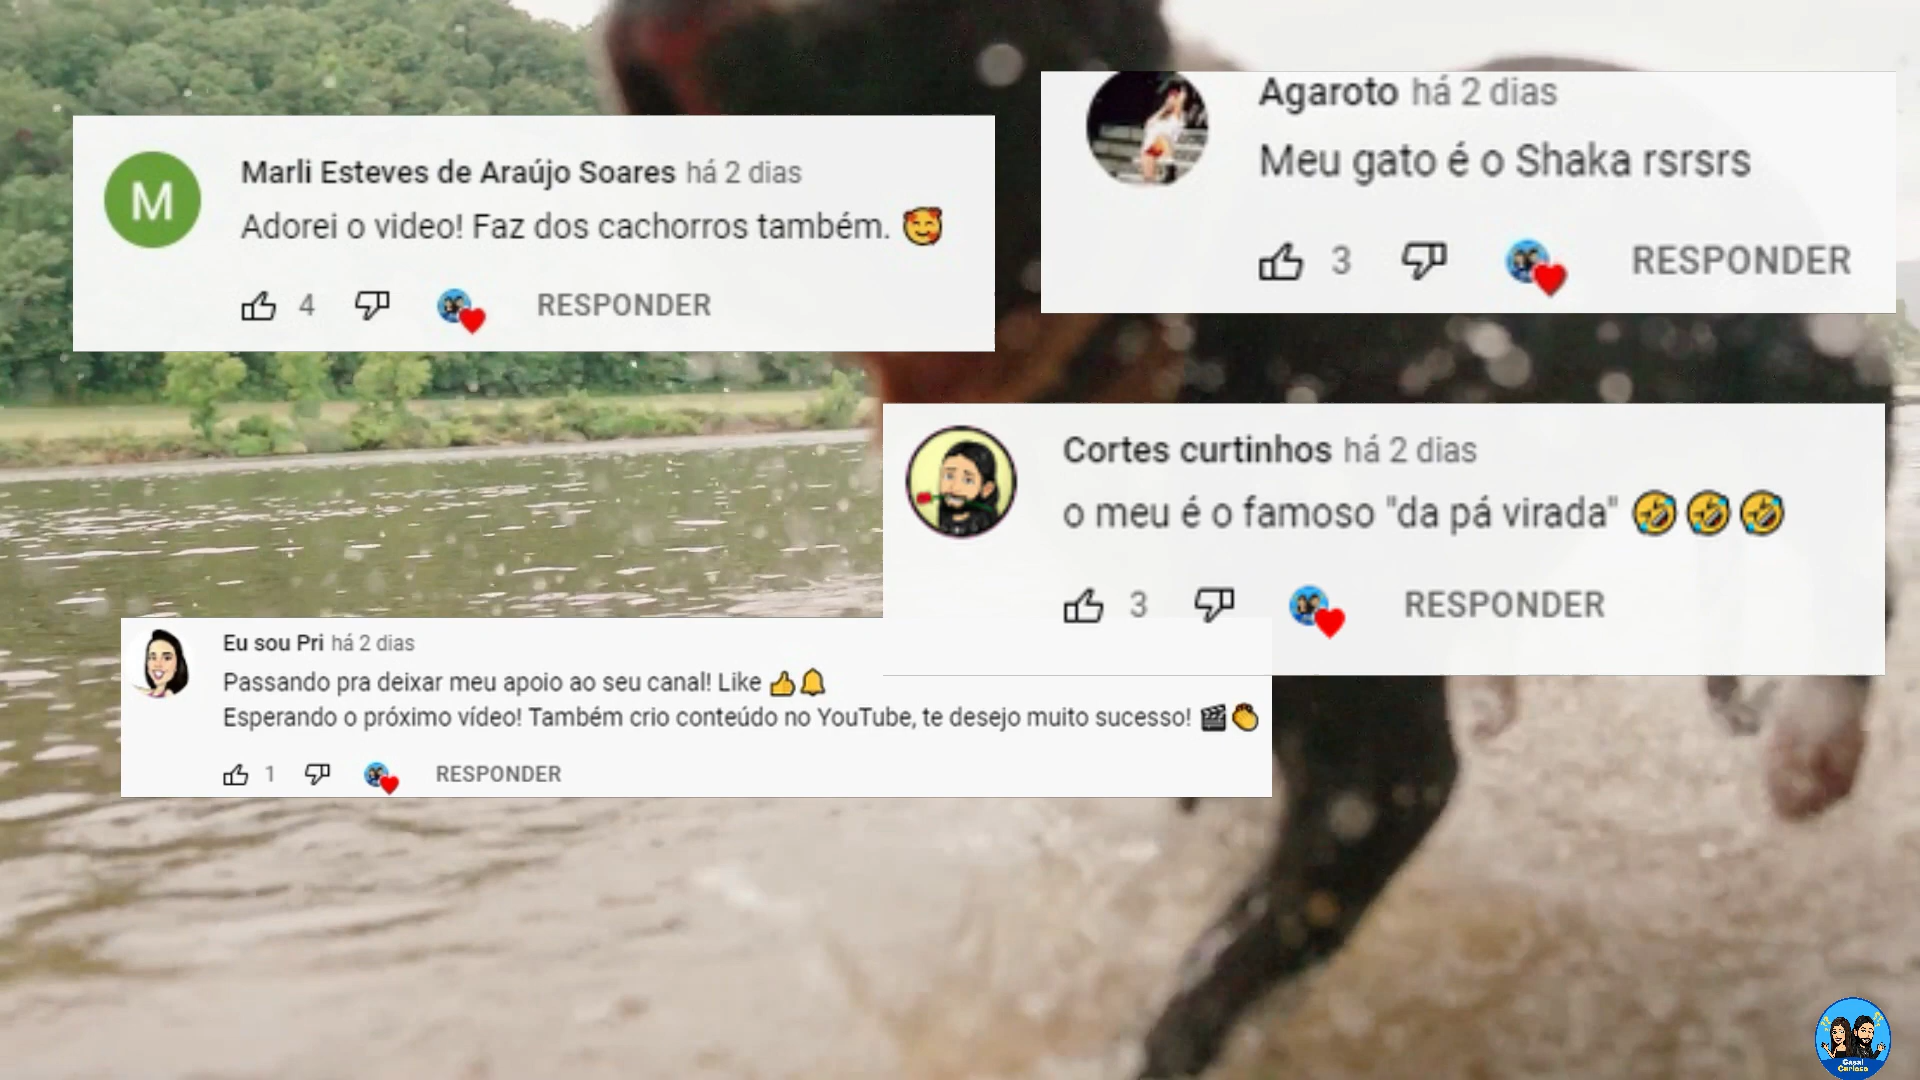 Marli Esteves de Araújo Soares há 2 dias
Adorei o video! Faz dos cachorros também. 🥰
4 RESPONDER
Agaroto há 2 dias
Meu gato é o Shaka rsrsrs
3 RESPONDER
Cortes curtinhos há 2 dias
o meu é o famoso "da pá virada" 🤣🤣🤣
3 RESPONDER
Eu sou Pri há 2 dias
Passando pra deixar meu apoio ao seu canal! Like 👍🔔
Esperando o próximo vídeo! Também crio conteúdo no YouTube, te desejo muito sucesso! 🎬👏
1 RESPONDER
M
Casal
Curioso